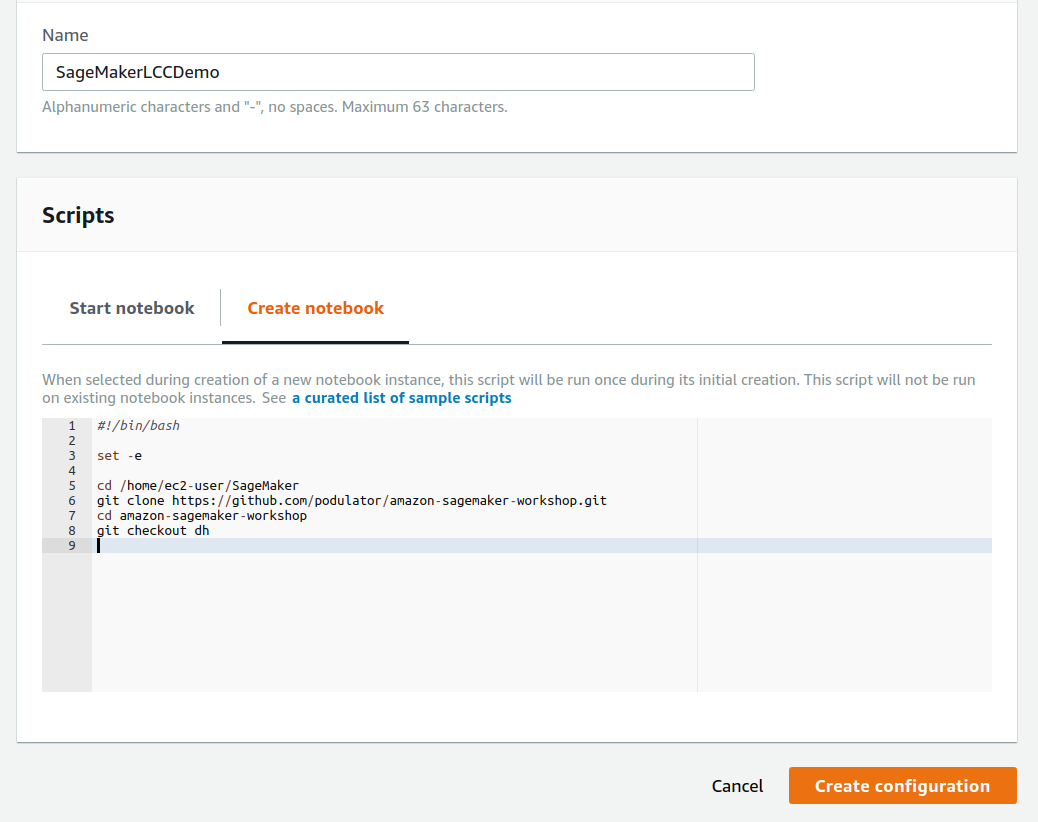 Name
SageMakerLCCDemo
Alphanumeric characters and "-", no spaces. Maximum 63 characters.
Scripts
Start notebook
Create notebook
When selected during creation of a new notebook instance, this script will be run once during its initial creation. This script will not be run
on existing notebook instances. See a curated list of sample scripts
1 #!/bin/bash
2
3 set -e
4
5 cd /home/ec2-user/SageMaker
6 git clone https://github.com/podulator/amazon-sagemaker-workshop.git
7 cd amazon-sagemaker-workshop
8 git checkout dh
9
Cancel
Create configuration